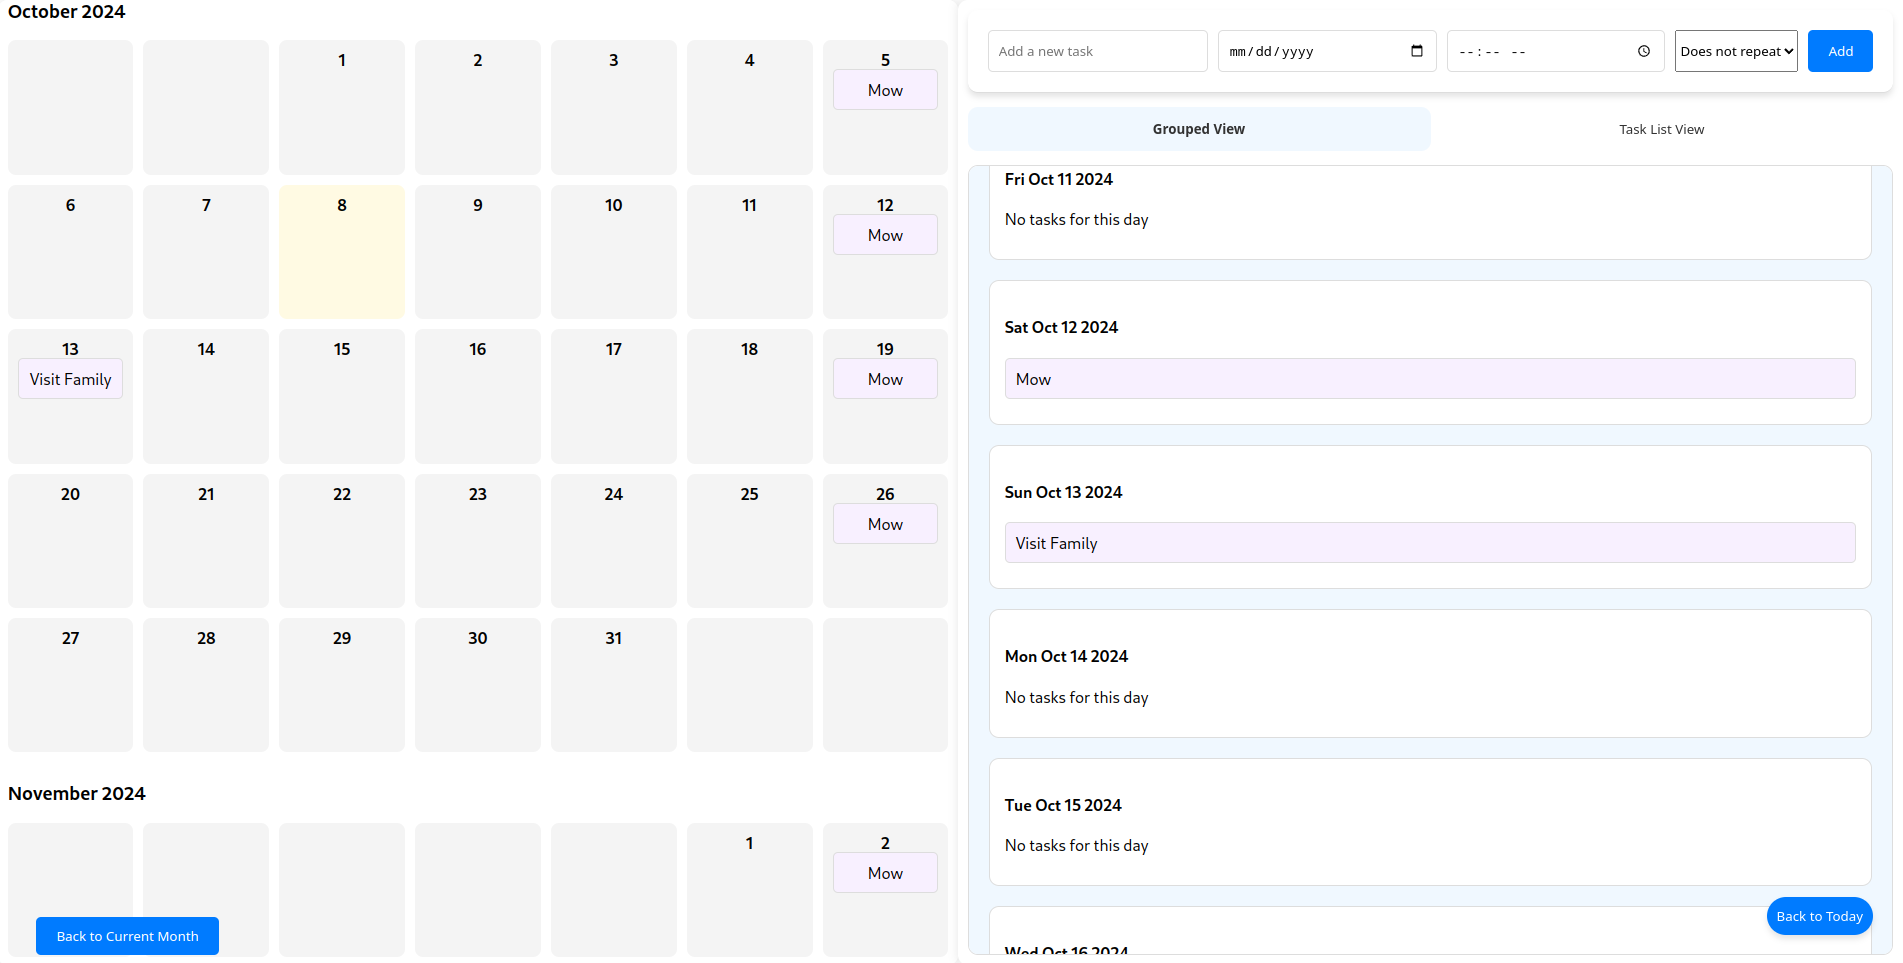 October 2024
1 2 3 4 5
Mow
6 7 8 9 10 11 12
Mow
13 14 15 16 17 18 19
Visit Family Mow
20 21 22 23 24 25 26
Mow
27 28 29 30 31
November 2024
1 2
Mow
Back to Current Month
Add a new task mm/dd/yyyy --:-- -- Does not repeat Add
Grouped View Task List View
Fri Oct 11 2024
No tasks for this day
Sat Oct 12 2024
Mow
Sun Oct 13 2024
Visit Family
Mon Oct 14 2024
No tasks for this day
Tue Oct 15 2024
No tasks for this day
Wed Oct 16 2024
Back to Today